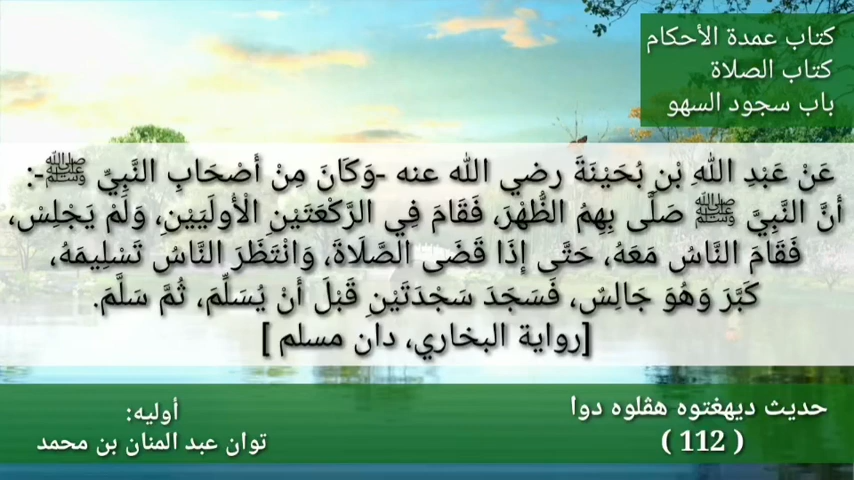 كتاب عمدة الأحكام
كتاب الصلاة
باب سجود السهو
عَنْ عَبْدِ اللهِ بْنِ بُحَيْنَةَ رضي الله عنه -وَكَانَ مِنْ أَصْحَابِ النَّبِيِّ ﷺ-:
أَنَّ النَّبِيَّ ﷺ صَلَّى بِهِمُ الظُّهْرَ، فَقَامَ فِي الرَّكْعَتَيْنِ الْأُولَيَيْنِ، وَلَمْ يَجْلِسْ،
فَقَامَ النَّاسُ مَعَهُ، حَتَّى إِذَا قَضَى الصَّلَاةَ، وَانْتَظَرَ النَّاسُ تَسْلِيمَهُ،
كَبَّرَ وَهُوَ جَالِسٌ، فَسَجَدَ سَجْدَتَيْنِ قَبْلَ أَنْ يُسَلِّمَ، ثُمَّ سَلَّمَ.
[رواية البخاري، دان مسلم ]
حديث ديهغتوه هڤلوه دوا
( 112 )
أوليه:
توان عبد المنان بن محمد